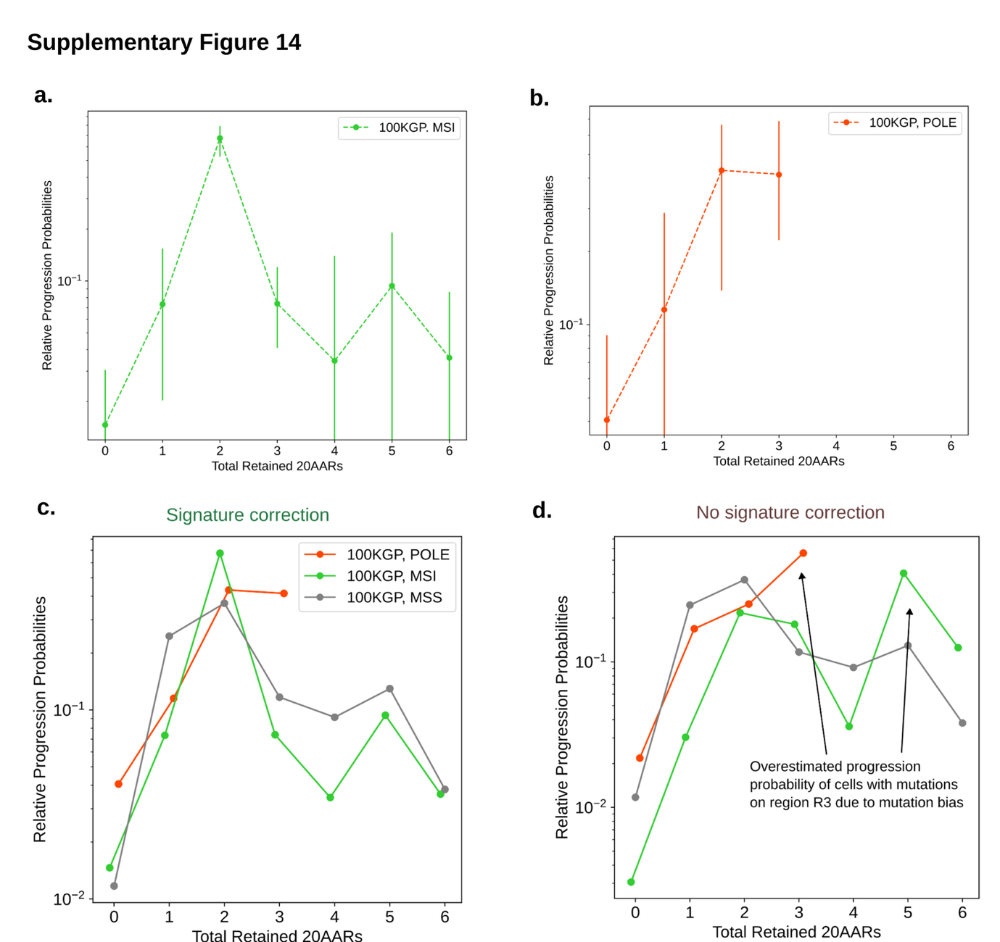 Supplementary Figure 14
a.
100KGP. MSI
Relative Progression Probabilities
10⁻¹
0 1 2 3 4 5 6
Total Retained 20AARs
b.
100KGP, POLE
Relative Progression Probabilities
10⁻¹
0 1 2 3 4 5 6
Total Retained 20AARs
c.
Signature correction
100KGP, POLE
100KGP, MSI
100KGP, MSS
Relative Progression Probabilities
10⁻¹
10⁻²
0 1 2 3 4 5 6
Total Retained 20AARs
d.
No signature correction
Relative Progression Probabilities
10⁻¹
10⁻²
Overestimated progression
probability of cells with mutations
on region R3 due to mutation bias
0 1 2 3 4 5 6
Total Retained 20AARs